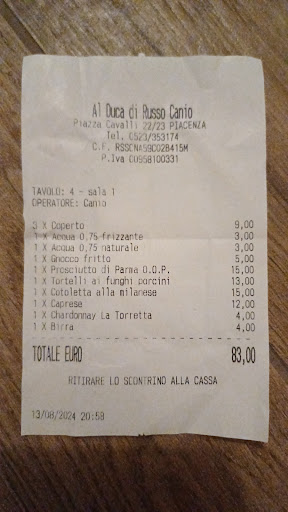 Al Duca di Russo Canio
Piazza Cavalli 22/23 PIACENZA
Tel. 0523/353174
C.F. RSSCNA59C02B415M
P.Iva C0958100331
TAVOLO: 4 - sala 1
OPERATORE: Canio
3 X Coperto 9,00
1 X Acqua 0,75 frizzante 3,00
1 X Acqua 0,75 naturale 3,00
1 X Gnocco fritto 5,00
1 X Prosciutto di Parma D.O.P. 15,00
1 X Tortelli ai funghi porcini 13,00
1 X Cotoletta alla milanese 15,00
1 X Caprese 12,00
1 X Chardonnay La Torretta 4,00
1 X Birra 4,00
TOTALE EURO 83,00
RITIRARE LO SCONTRINO ALLA CASSA
13/08/2024 20:58